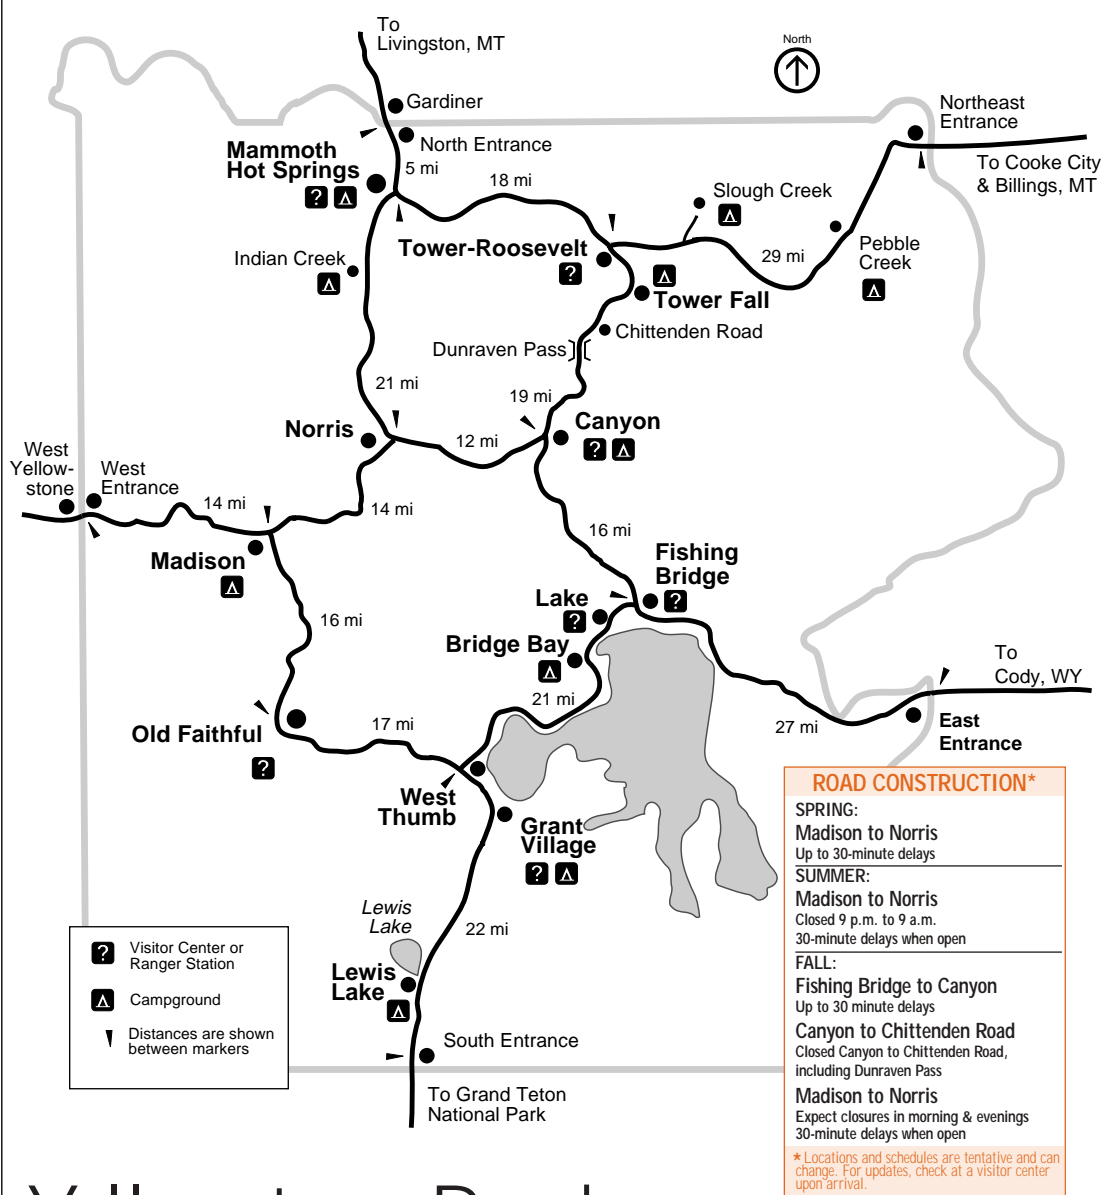 To
Livingston, MT
North
Gardiner
Northeast
Entrance
North Entrance
Mammoth
Hot Springs
?
5 mi
18 mi
To Cooke City
& Billings, MT
Slough Creek
Tower-Roosevelt
?
Indian Creek
29 mi
Pebble
Creek
Tower Fall
Chittenden Road
Dunraven Pass
21 mi
19 mi
Norris
12 mi
Canyon
?
West
Yellow-
stone
West
Entrance
14 mi
14 mi
16 mi
Madison
Fishing
Bridge
?
Lake
?
16 mi
Bridge Bay
To
Cody, WY
21 mi
27 mi
East
Entrance
Old Faithful
?
17 mi
West
Thumb
Grant
Village
?
Lewis
Lake
22 mi
Lewis
Lake
South Entrance
To Grand Teton
National Park
?
Visitor Center or
Ranger Station
Campground
Distances are shown
between markers
ROAD CONSTRUCTION*
SPRING:
Madison to Norris
Up to 30-minute delays
SUMMER:
Madison to Norris
Closed 9 p.m. to 9 a.m.
30-minute delays when open
FALL:
Fishing Bridge to Canyon
Up to 30 minute delays
Canyon to Chittenden Road
Closed Canyon to Chittenden Road,
including Dunraven Pass
Madison to Norris
Expect closures in morning & evenings
30-minute delays when open
* Locations and schedules are tentative and can
change. For updates, check at a visitor center
upon arrival.